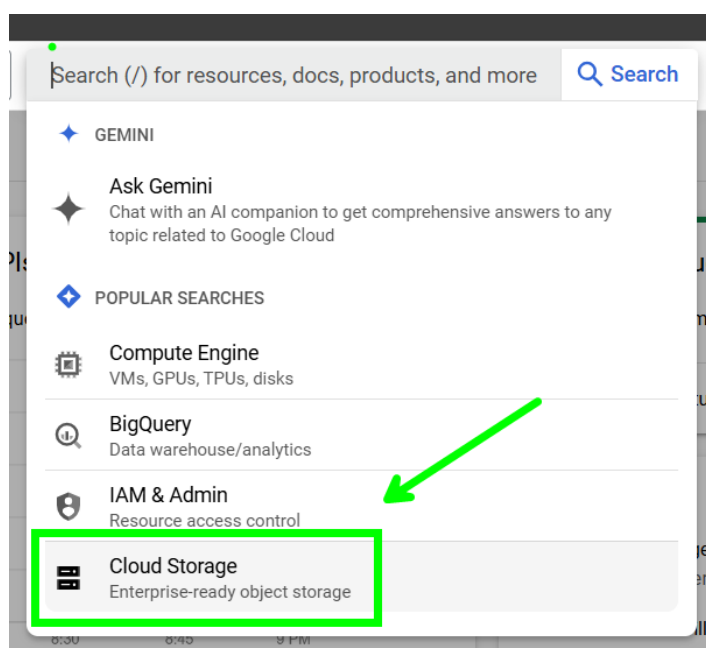 Search (/) for resources, docs, products, and more
Search
GEMINI
Ask Gemini
Chat with an AI companion to get comprehensive answers to any
topic related to Google Cloud
POPULAR SEARCHES
Compute Engine
VMs, GPUs, TPUs, disks
BigQuery
Data warehouse/analytics
IAM & Admin
Resource access control
Cloud Storage
Enterprise-ready object storage
8:30 8:45 9 PM